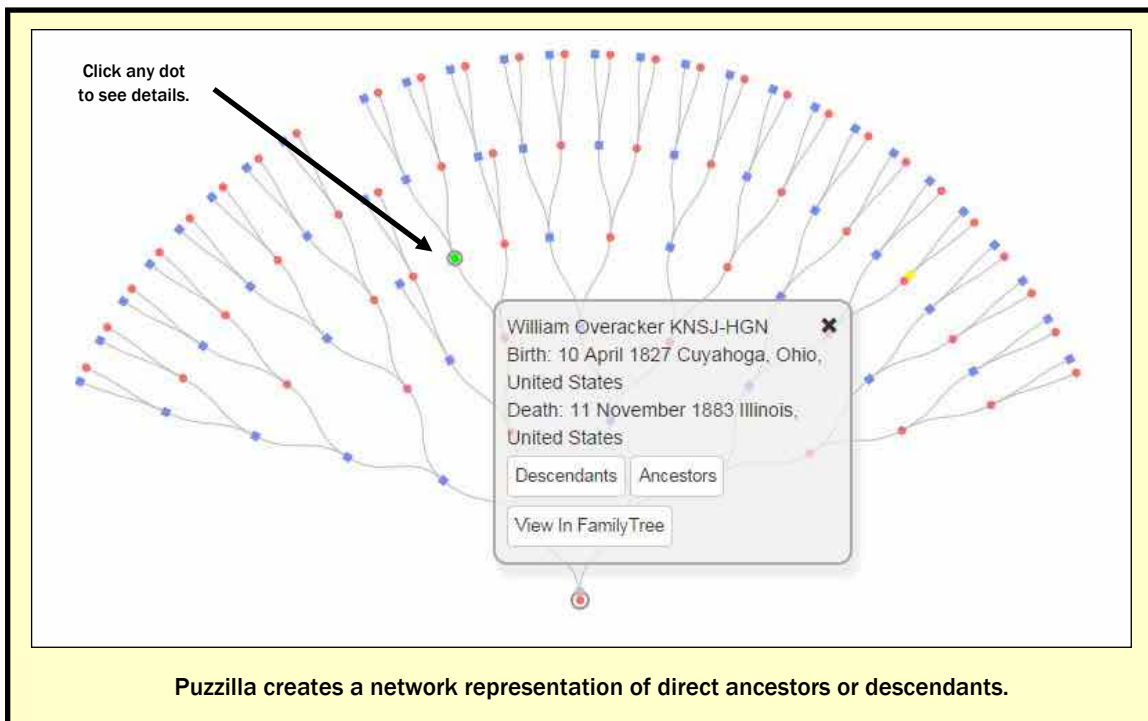 Click any dot
to see details.
William Overacker KNSJ-HGN
Birth: 10 April 1827 Cuyahoga, Ohio,
United States
Death: 11 November 1883 Illinois,
United States
Descendants Ancestors
View In FamilyTree
Puzzilla creates a network representation of direct ancestors or descendants.